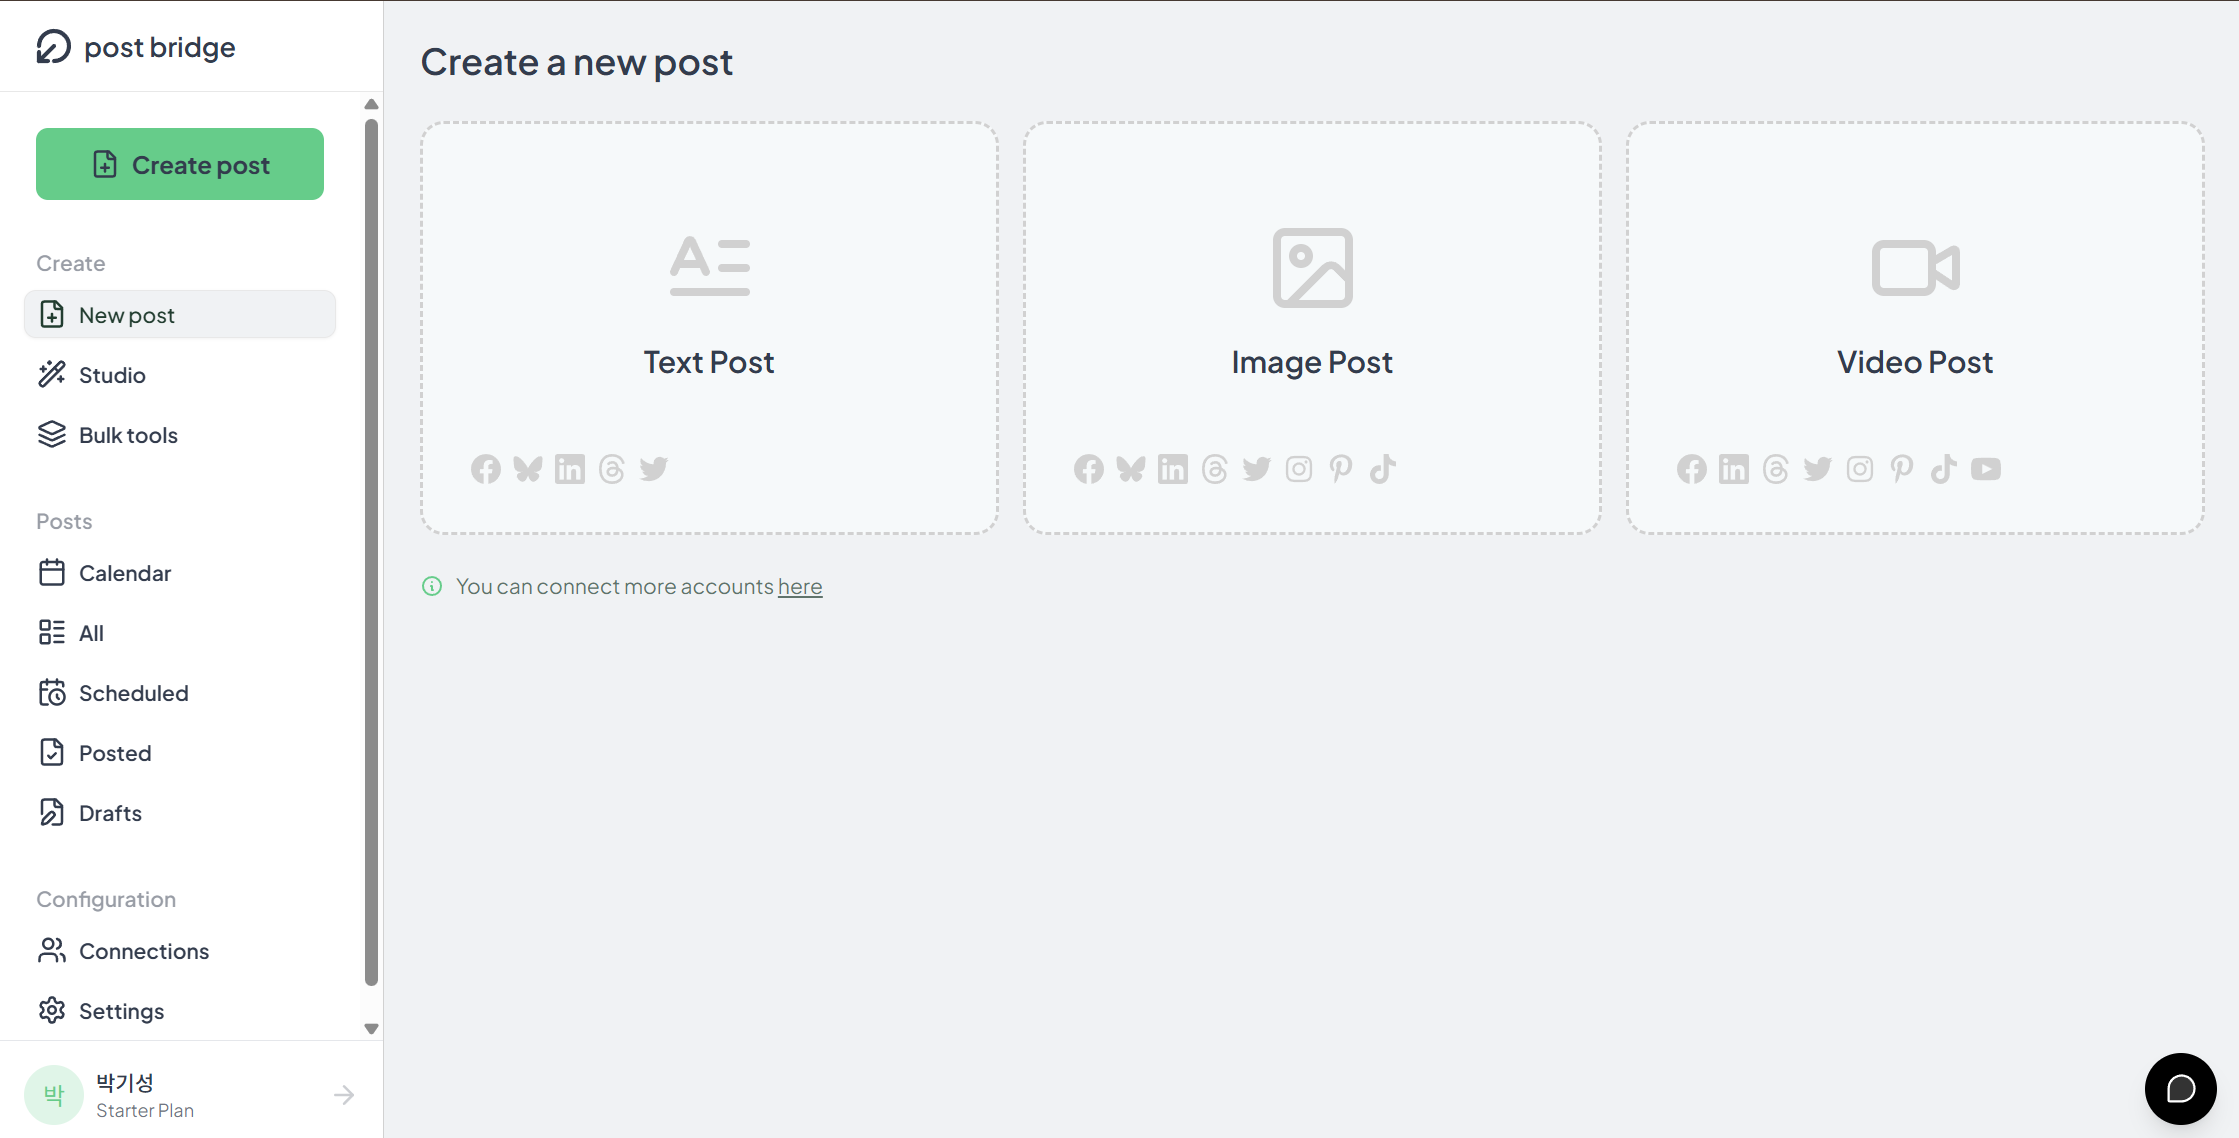 post bridge
Create post
Create
New post
Studio
Bulk tools
Posts
Calendar
All
Scheduled
Posted
Drafts
Configuration
Connections
Settings
박
박기성
Starter Plan
Create a new post
Text Post
Image Post
Video Post
You can connect more accounts here